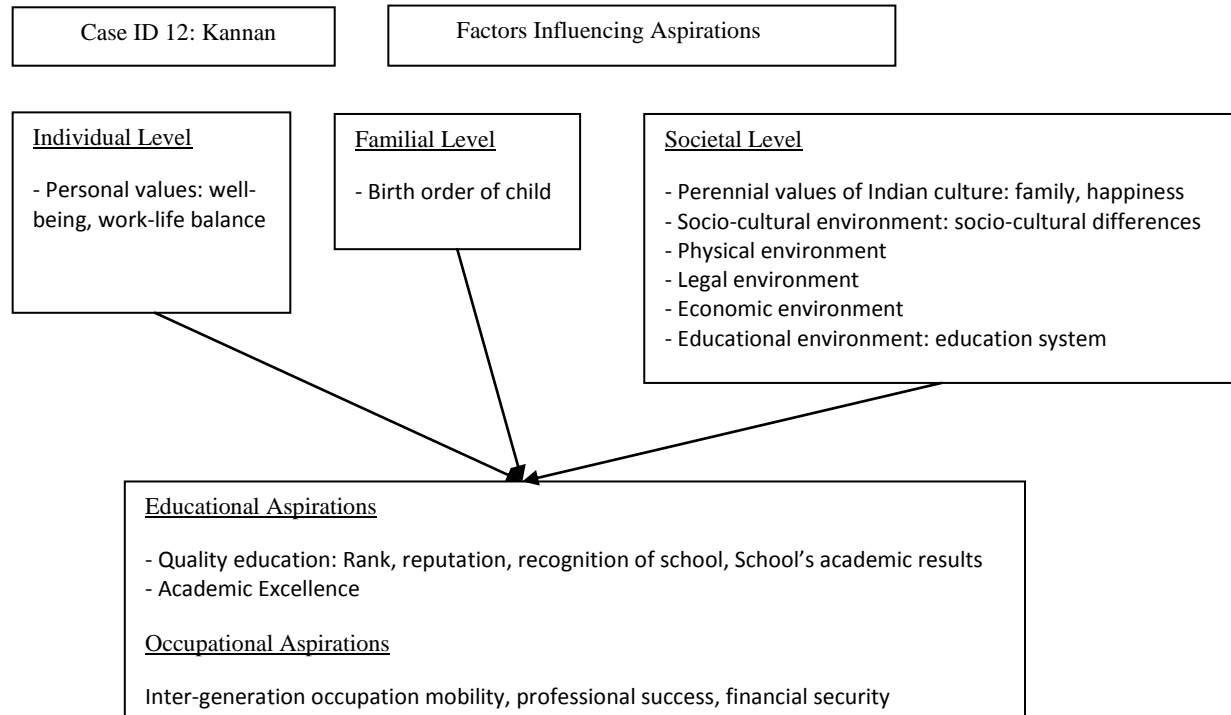 Case ID 12: Kannan
Factors Influencing Aspirations
Individual Level
- Personal values: well-
being, work-life balance
Familial Level
- Birth order of child
Societal Level
- Perennial values of Indian culture: family, happiness
- Socio-cultural environment: socio-cultural differences
- Physical environment
- Legal environment
- Economic environment
- Educational environment: education system
Educational Aspirations
- Quality education: Rank, reputation, recognition of school, School’s academic results
- Academic Excellence
Occupational Aspirations
Inter-generation occupation mobility, professional success, financial security